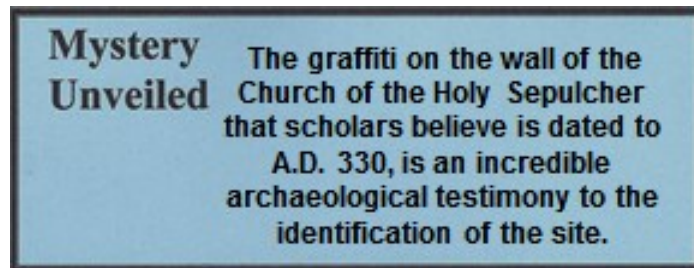 Mystery
Unveiled
The graffiti on the wall of the
Church of the Holy Sepulcher
that scholars believe is dated to
A.D. 330, is an incredible
archaeological testimony to the
identification of the site.